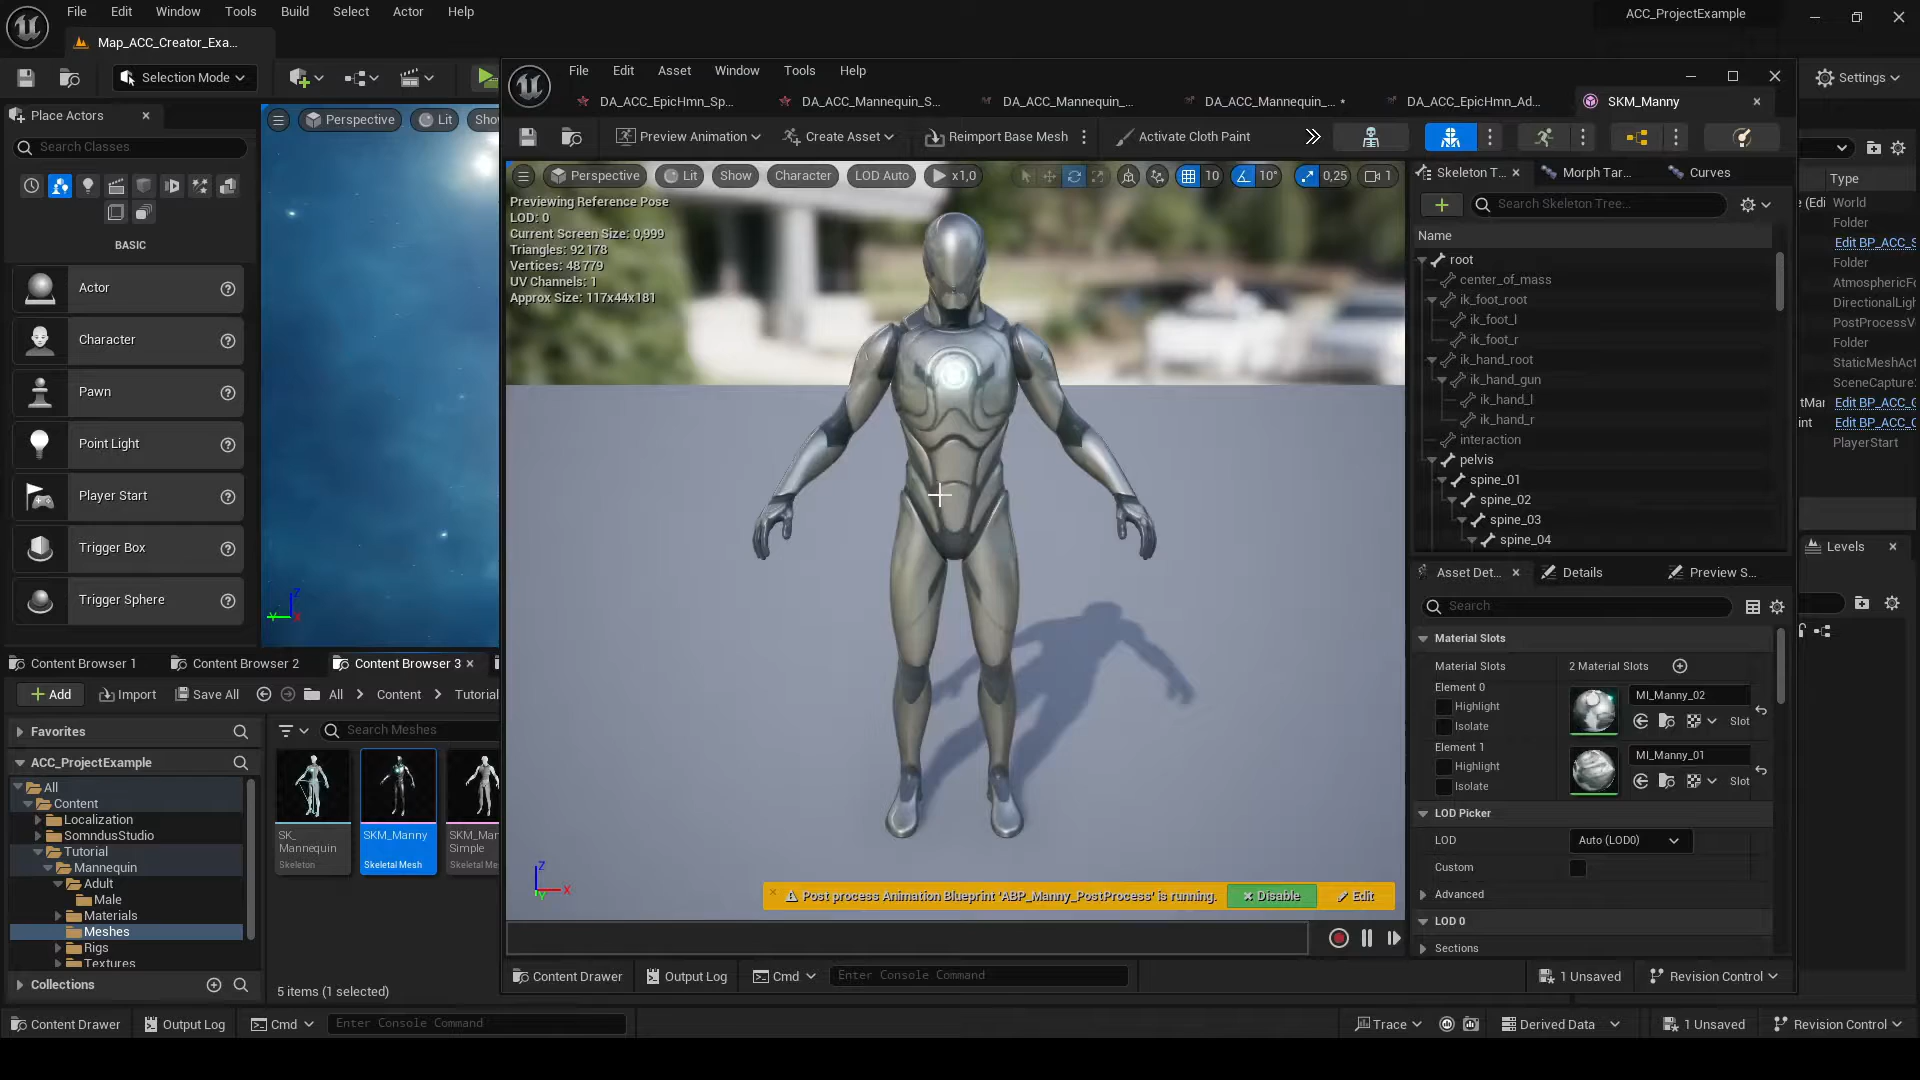 File Edit Window Tools Build Select Actor Help
ACC_ProjectExample
Map_ACC_Creator_Exa...
Selection Mode
Settings
Place Actors
Search Classes
BASIC
Actor
Character
Pawn
Point Light
Player Start
Trigger Box
Trigger Sphere
Perspective Lit Sho
File Edit Asset Window Tools Help
DA_ACC_EpicHmn_Sp... DA_ACC_Mannequin_S... DA_ACC_Mannequin_... DA_ACC_Mannequin_... • DA_ACC_EpicHmn_Ad... SKM_Manny
Preview Animation Create Asset Reimport Base Mesh Activate Cloth Paint
Perspective Lit Show Character LOD Auto x1,0 10 10° 0,25 1
Previewing Reference Pose
LOD: 0
Current Screen Size: 0,999
Triangles: 92 178
Vertices: 48 779
UV Channels: 1
Approx Size: 117x44x181
Skeleton T... Morph Tar... Curves
Search Skeleton Tree...
Name
root
center_of_mass
ik_foot_root
ik_foot_l
ik_foot_r
ik_hand_root
ik_hand_gun
ik_hand_l
ik_hand_r
interaction
pelvis
spine_01
spine_02
spine_03
spine_04
Type
(Edi World
Folder
Edit BP_ACC_S
Folder
AtmosphericFo
DirectionalLigh
PostProcessV
Folder
StaticMeshAct
SceneCapture
Edit BP_ACC_G
int Edit BP_ACC_C
PlayerStart
Levels
Asset Det... Details Preview S...
Search
Material Slots
Material Slots 2 Material Slots
Element 0
Highlight
Isolate
MI_Manny_02
Slot
Element 1
Highlight
Isolate
MI_Manny_01
Slot
LOD Picker
LOD Auto (LOD0)
Custom
Advanced
LOD 0
Sections
Z
X
Y
Post process Animation Blueprint 'ABP_Manny_PostProcess' is running. Disable Edit
Content Drawer Output Log Cmd Enter Console Command 1 Unsaved Revision Control
Content Browser 1 Content Browser 2 Content Browser 3
Add Import Save All All Content Tutorial
Favorites
ACC_ProjectExample
All
Content
Localization
SomndusStudio
Tutorial
Mannequin
Adult
Male
Materials
Meshes
Rigs
Textures
Collections
Search Meshes
SK_
Mannequin
Skeleton
SKM_Manny
Skeletal Mesh
SKM_Man
Simple
Skeletal Me
5 items (1 selected)
Content Drawer Output Log Cmd Enter Console Command Trace Derived Data 1 Unsaved Revision Control